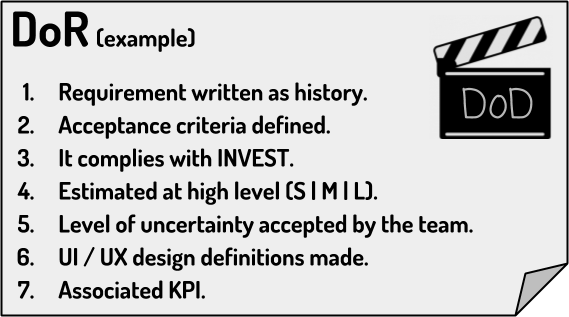 DoR (example)
DoD
1. Requirement written as history.
2. Acceptance criteria defined.
3. It complies with INVEST.
4. Estimated at high level (S | M | L).
5. Level of uncertainty accepted by the team.
6. UI / UX design definitions made.
7. Associated KPI.